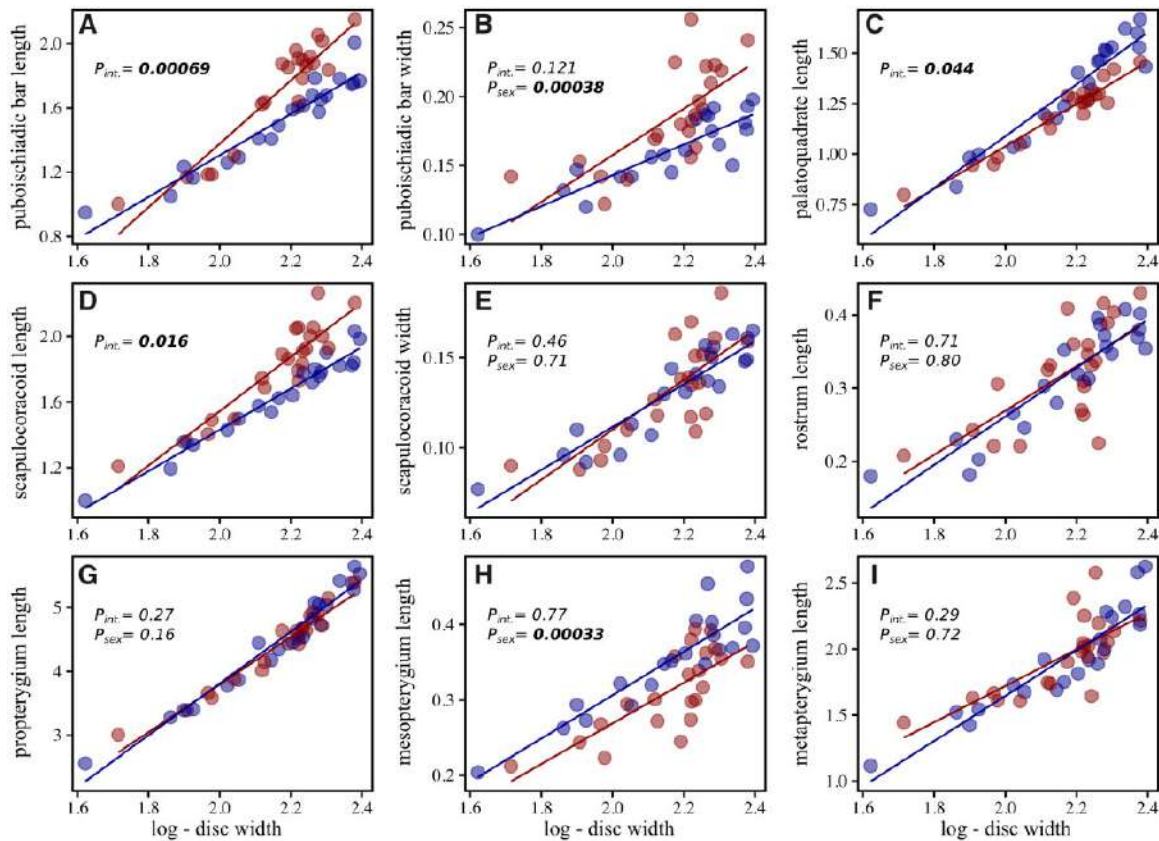 A
puboischiadic bar length
P_int.= 0.00069
2.0
1.6
1.2
0.8
1.6 1.8 2.0 2.2 2.4
B
puboischiadic bar width
P_int.= 0.121
P_sex= 0.00038
0.25
0.20
0.15
0.10
1.6 1.8 2.0 2.2 2.4
C
palatoquadrate length
P_int.= 0.044
1.50
1.25
1.00
0.75
1.6 1.8 2.0 2.2 2.4
D
scapulocoracoid length
P_int.= 0.016
2.0
1.6
1.2
1.6 1.8 2.0 2.2 2.4
E
scapulocoracoid width
P_int.= 0.46
P_sex= 0.71
0.15
0.10
1.6 1.8 2.0 2.2 2.4
F
rostrum length
P_int.= 0.71
P_sex= 0.80
0.4
0.3
0.2
1.6 1.8 2.0 2.2 2.4
G
propterygium length
P_int.= 0.27
P_sex= 0.16
5
4
3
1.6 1.8 2.0 2.2 2.4
log - disc width
H
mesopterygium length
P_int.= 0.77
P_sex= 0.00033
0.4
0.3
0.2
1.6 1.8 2.0 2.2 2.4
log - disc width
I
metapterygium length
P_int.= 0.29
P_sex= 0.72
2.5
2.0
1.5
1.0
1.6 1.8 2.0 2.2 2.4
log - disc width